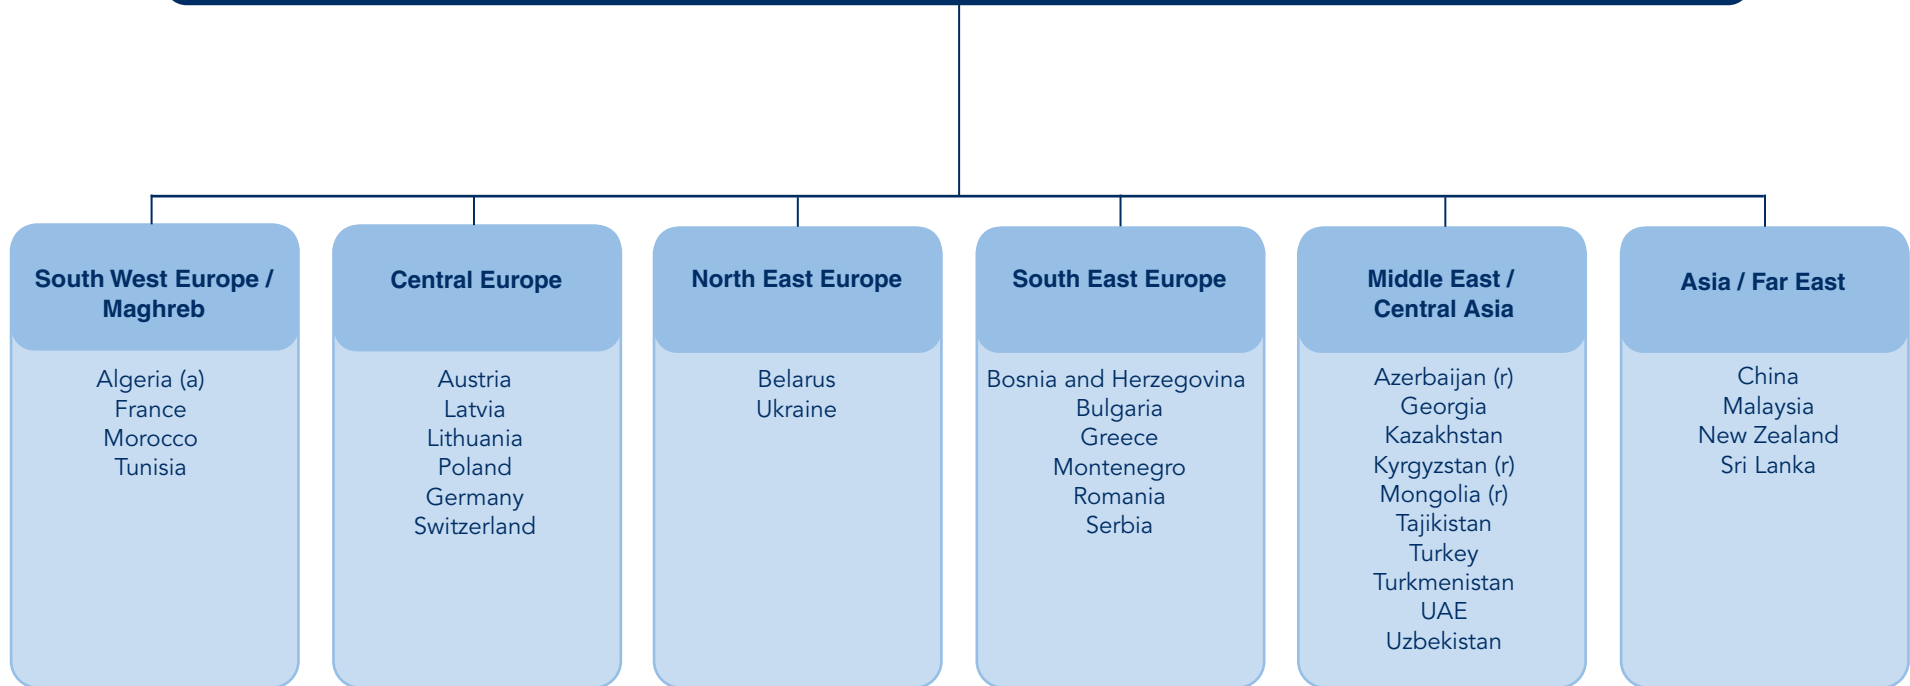 South West Europe /
Maghreb
Algeria (a)
France
Morocco
Tunisia
Central Europe
Austria
Latvia
Lithuania
Poland
Germany
Switzerland
North East Europe
Belarus
Ukraine
South East Europe
Bosnia and Herzegovina
Bulgaria
Greece
Montenegro
Romania
Serbia
Middle East /
Central Asia
Azerbaijan (r)
Georgia
Kazakhstan
Kyrgyzstan (r)
Mongolia (r)
Tajikistan
Turkey
Turkmenistan
UAE
Uzbekistan
Asia / Far East
China
Malaysia
New Zealand
Sri Lanka